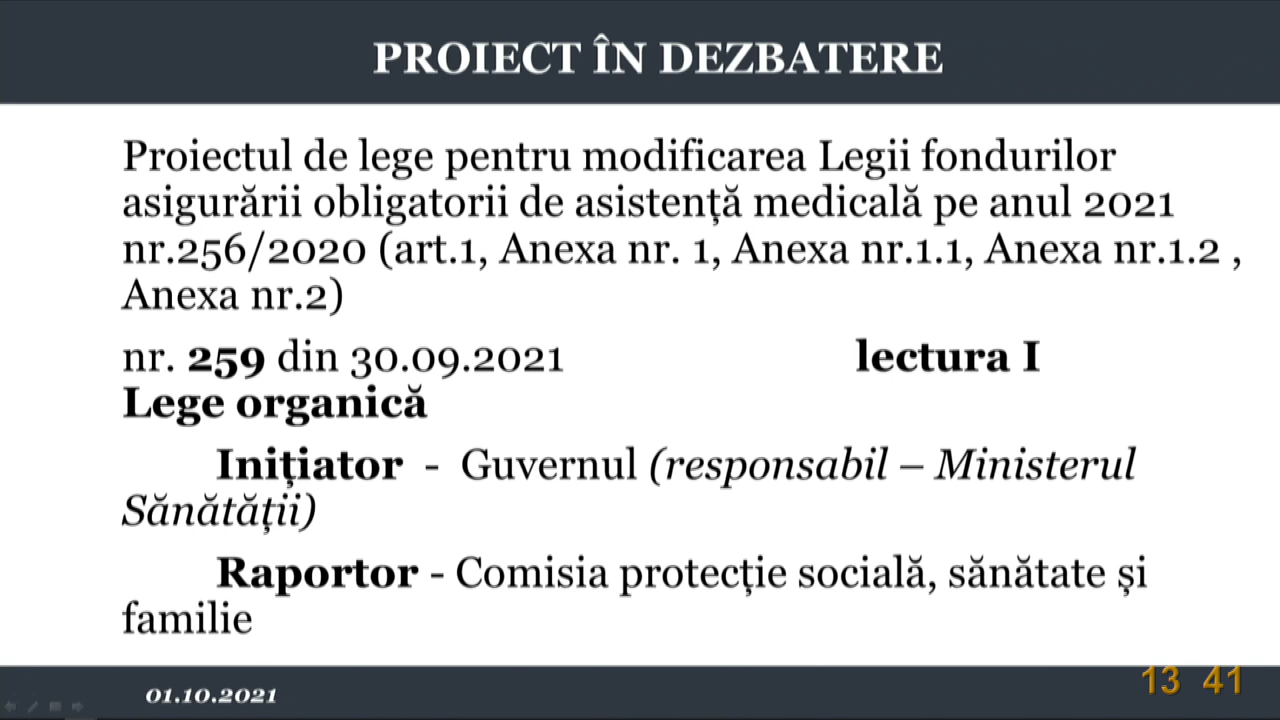 PROIECT ÎN DEZBATERE
Proiectul de lege pentru modificarea Legii fondurilor
asigurării obligatorii de asistență medicală pe anul 2021
nr.256/2020 (art.1, Anexa nr. 1, Anexa nr.1.1, Anexa nr.1.2 ,
Anexa nr.2)
nr. 259 din 30.09.2021 lectura I
Lege organică
Inițiator - Guvernul (responsabil – Ministerul
Sănătății)
Raportor - Comisia protecție socială, sănătate și
familie
01.10.2021 13 41